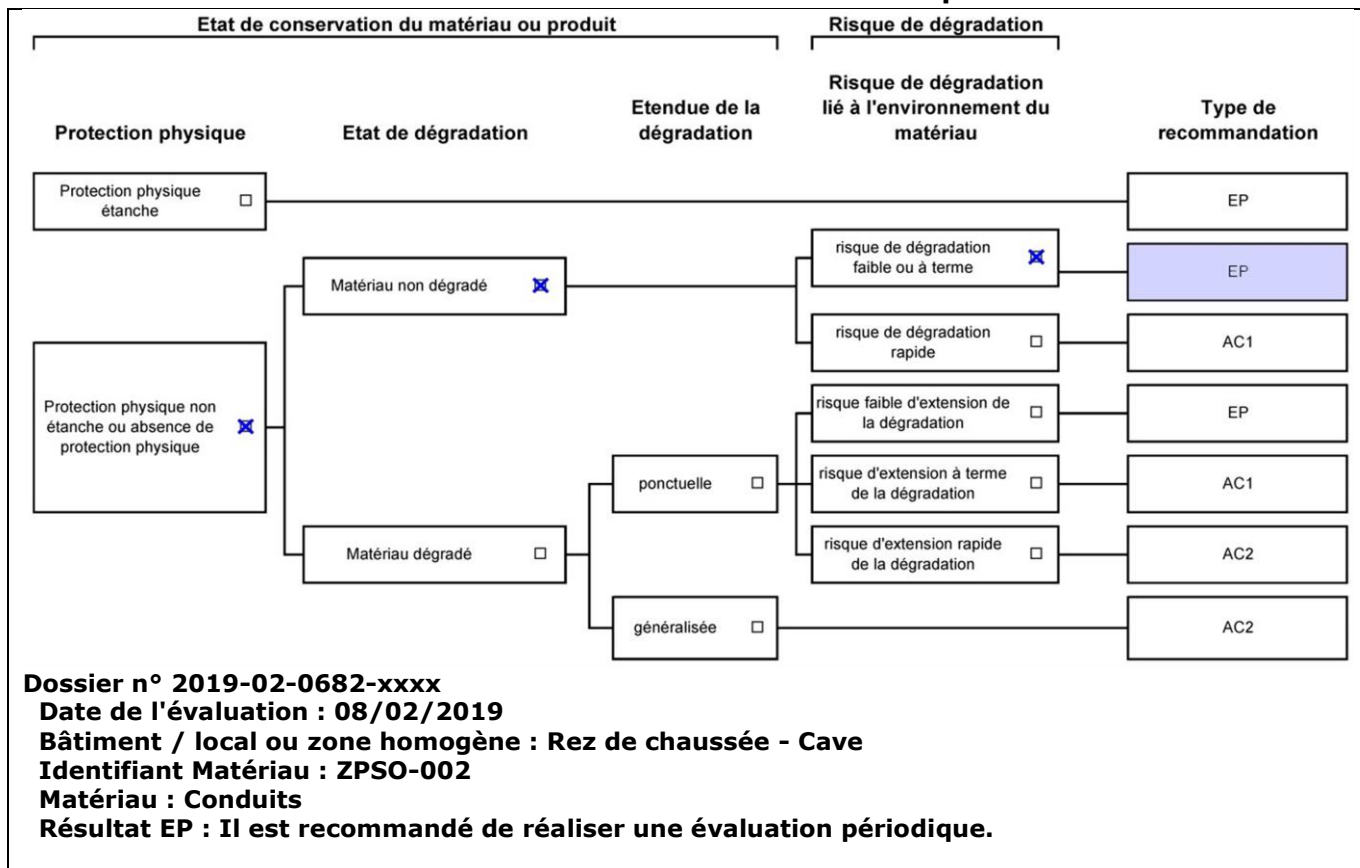 Etat de conservation du matériau ou produit
Risque de dégradation
Protection physique
Etat de dégradation
Etendue de la
dégradation
Risque de dégradation
lié à l'environnement du
matériau
Type de
recommandation
Protection physique
étanche
EP
Matériau non dégradé
risque de dégradation
faible ou à terme
EP
risque de dégradation
rapide
AC1
Protection physique non
étanche ou absence de
protection physique
risque faible d'extension de
la dégradation
EP
ponctuelle
risque d'extension à terme
de la dégradation
AC1
Matériau dégradé
risque d'extension rapide
de la dégradation
AC2
généralisée
AC2
Dossier n° 2019-02-0682-xxxx
Date de l'évaluation : 08/02/2019
Bâtiment / local ou zone homogène : Rez de chaussée - Cave
Identifiant Matériau : ZPSO-002
Matériau : Conduits
Résultat EP : Il est recommandé de réaliser une évaluation périodique.